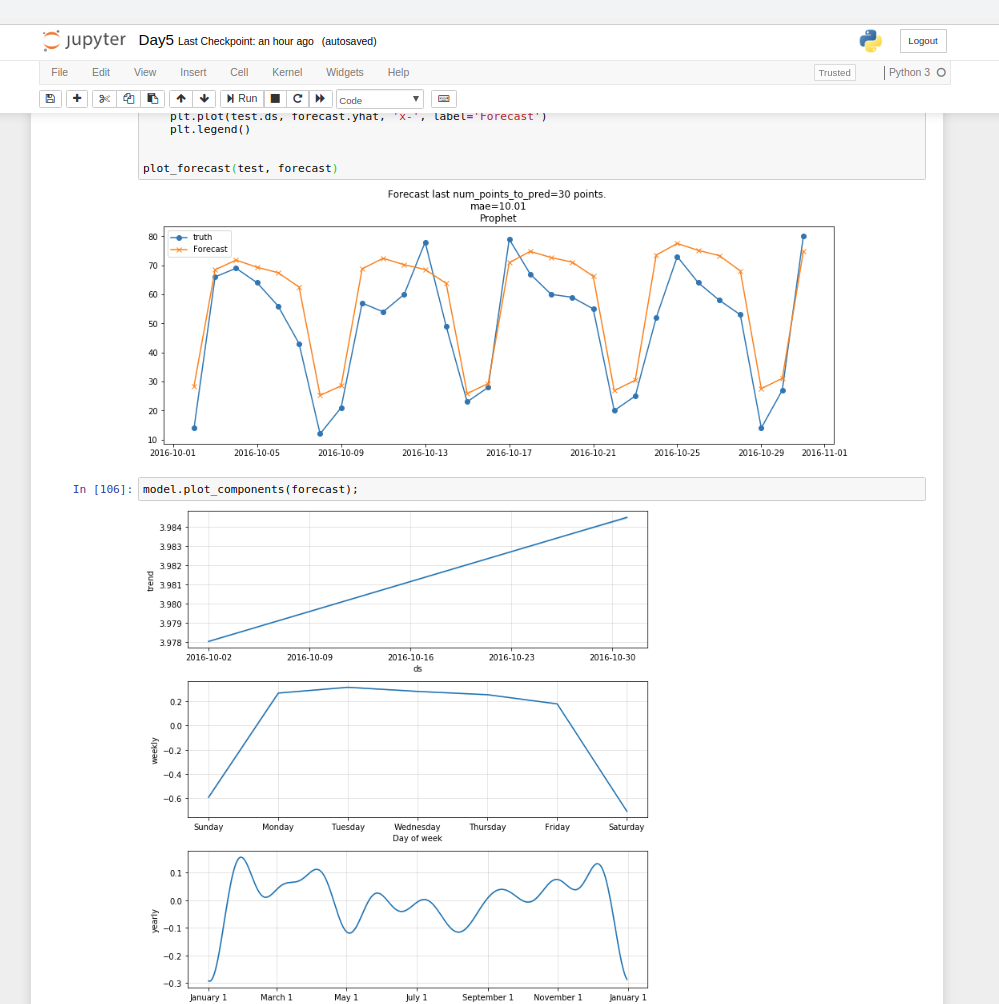 jupyter Day5 Last Checkpoint: an hour ago (autosaved)
Logout
File Edit View Insert Cell Kernel Widgets Help
Trusted
Python 3
Run
Code
plt.plot(test.ds, forecast.yhat, 'x-', label='Forecast')
plt.legend()
plot_forecast(test, forecast)
Forecast last num_points_to_pred=30 points.
mae=10.01
Prophet
truth
Forecast
80
70
60
50
40
30
20
10
2016-10-01 2016-10-05 2016-10-09 2016-10-13 2016-10-17 2016-10-21 2016-10-25 2016-10-29 2016-11-01
In [106]: model.plot_components(forecast);
3.984
3.983
3.982
3.981
3.980
3.979
3.978
trend
2016-10-02 2016-10-09 2016-10-16 2016-10-23 2016-10-30
ds
0.2
0.0
−0.2
−0.4
−0.6
weekly
Sunday Monday Tuesday Wednesday Thursday Friday Saturday
Day of week
0.1
0.0
−0.1
−0.2
−0.3
yearly
January 1 March 1 May 1 July 1 September 1 November 1 January 1